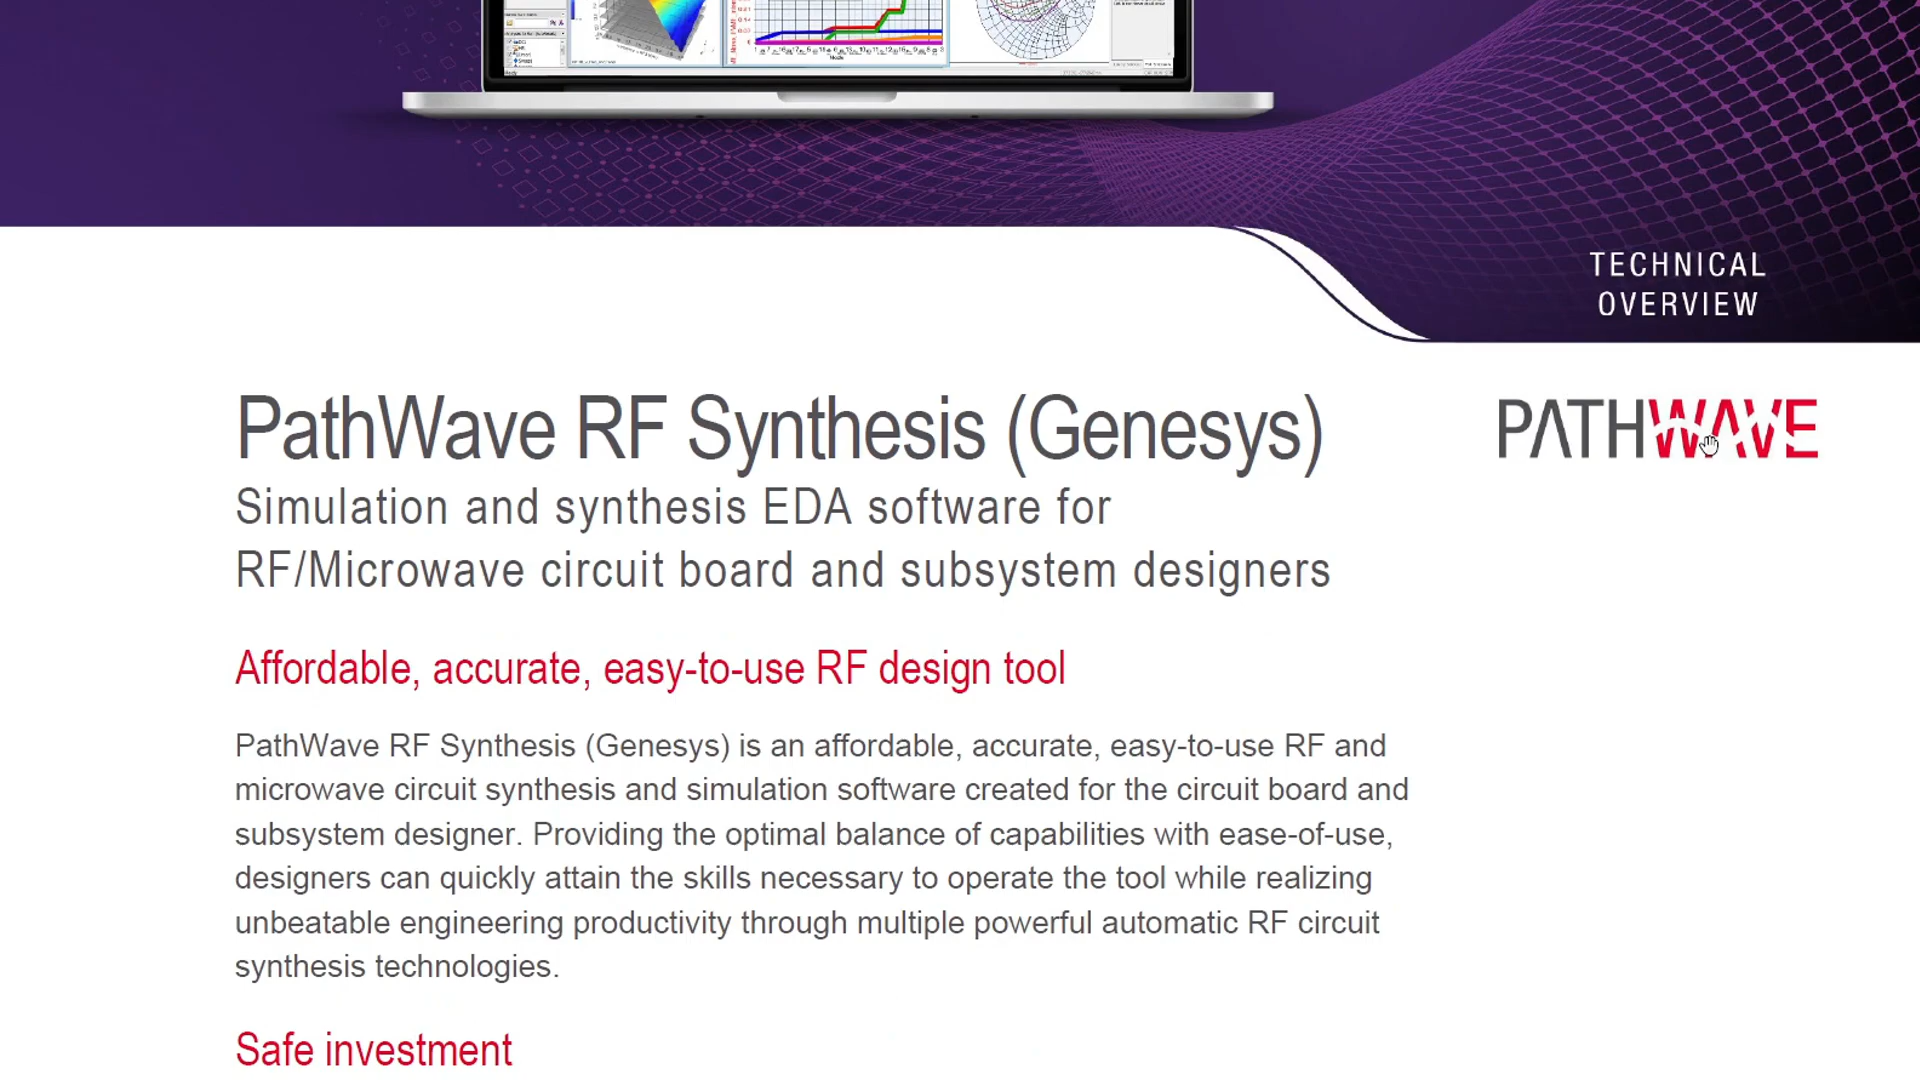 TECHNICAL
OVERVIEW
PathWave RF Synthesis (Genesys)
PATHWAVE
Simulation and synthesis EDA software for
RF/Microwave circuit board and subsystem designers
Affordable, accurate, easy-to-use RF design tool
PathWave RF Synthesis (Genesys) is an affordable, accurate, easy-to-use RF and
microwave circuit synthesis and simulation software created for the circuit board and
subsystem designer. Providing the optimal balance of capabilities with ease-of-use,
designers can quickly attain the skills necessary to operate the tool while realizing
unbeatable engineering productivity through multiple powerful automatic RF circuit
synthesis technologies.
Safe investment